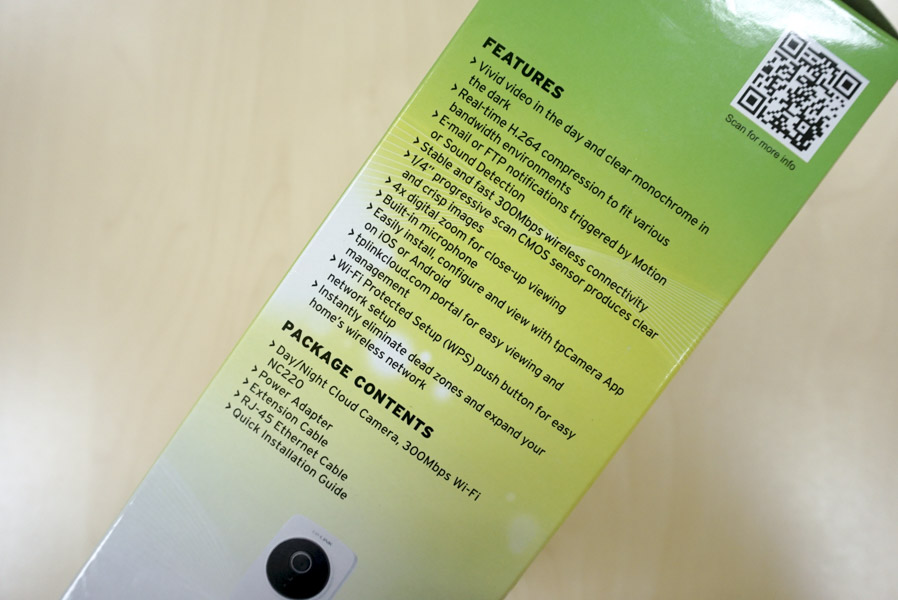 FEATURES
› Vivid video in the day and clear monochrome in
the dark
› Real-time H.264 compression to fit various
bandwidth environments
› E-mail or FTP notifications triggered by Motion
or Sound Detection
› Stable and fast 300Mbps wireless connectivity
› 1/4" progressive scan CMOS sensor produces clear
and crisp images
› 4x digital zoom for close-up viewing
› Built-in microphone
› Easily install, configure and view with tpCamera App
on iOS or Android
› tplinkcloud.com portal for easy viewing and
management
› Wi-Fi Protected Setup (WPS) push button for easy
network setup
› Instantly eliminate dead zones and expand your
home's wireless network
PACKAGE CONTENTS
› Day/Night Cloud Camera, 300Mbps Wi-Fi
NC220
› Power Adapter
› Extension Cable
› RJ-45 Ethernet Cable
› Quick Installation Guide
Scan for more info